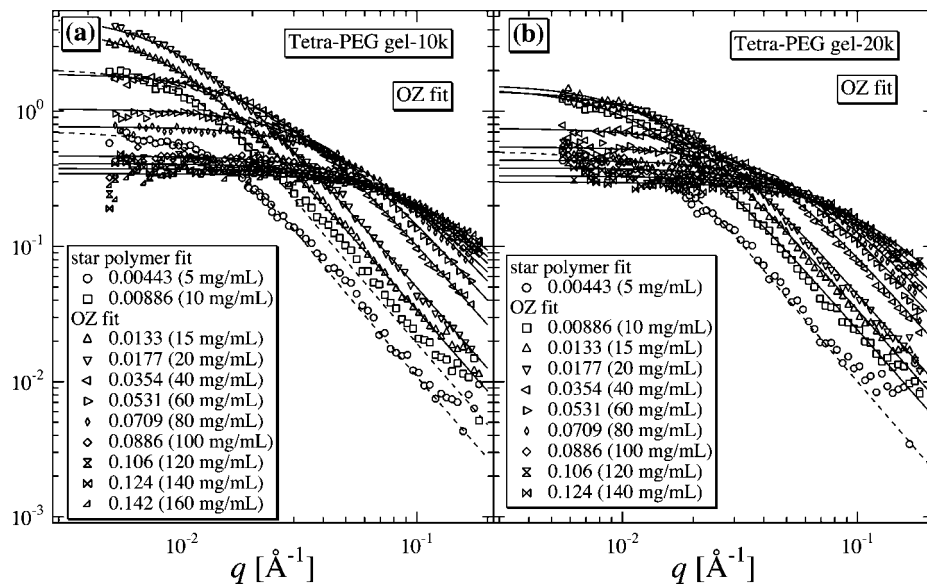 (a)
Tetra-PEG gel-10k
OZ fit
10^0
10^-1
10^-2
10^-3
star polymer fit
0.00443 (5 mg/mL)
0.00886 (10 mg/mL)
OZ fit
0.0133 (15 mg/mL)
0.0177 (20 mg/mL)
0.0354 (40 mg/mL)
0.0531 (60 mg/mL)
0.0709 (80 mg/mL)
0.0886 (100 mg/mL)
0.106 (120 mg/mL)
0.124 (140 mg/mL)
0.142 (160 mg/mL)
10^-2
10^-1
q [Å^-1]
(b)
Tetra-PEG gel-20k
OZ fit
star polymer fit
0.00443 (5 mg/mL)
OZ fit
0.00886 (10 mg/mL)
0.0133 (15 mg/mL)
0.0177 (20 mg/mL)
0.0354 (40 mg/mL)
0.0531 (60 mg/mL)
0.0709 (80 mg/mL)
0.0886 (100 mg/mL)
0.106 (120 mg/mL)
0.124 (140 mg/mL)
10^-2
10^-1
q [Å^-1]